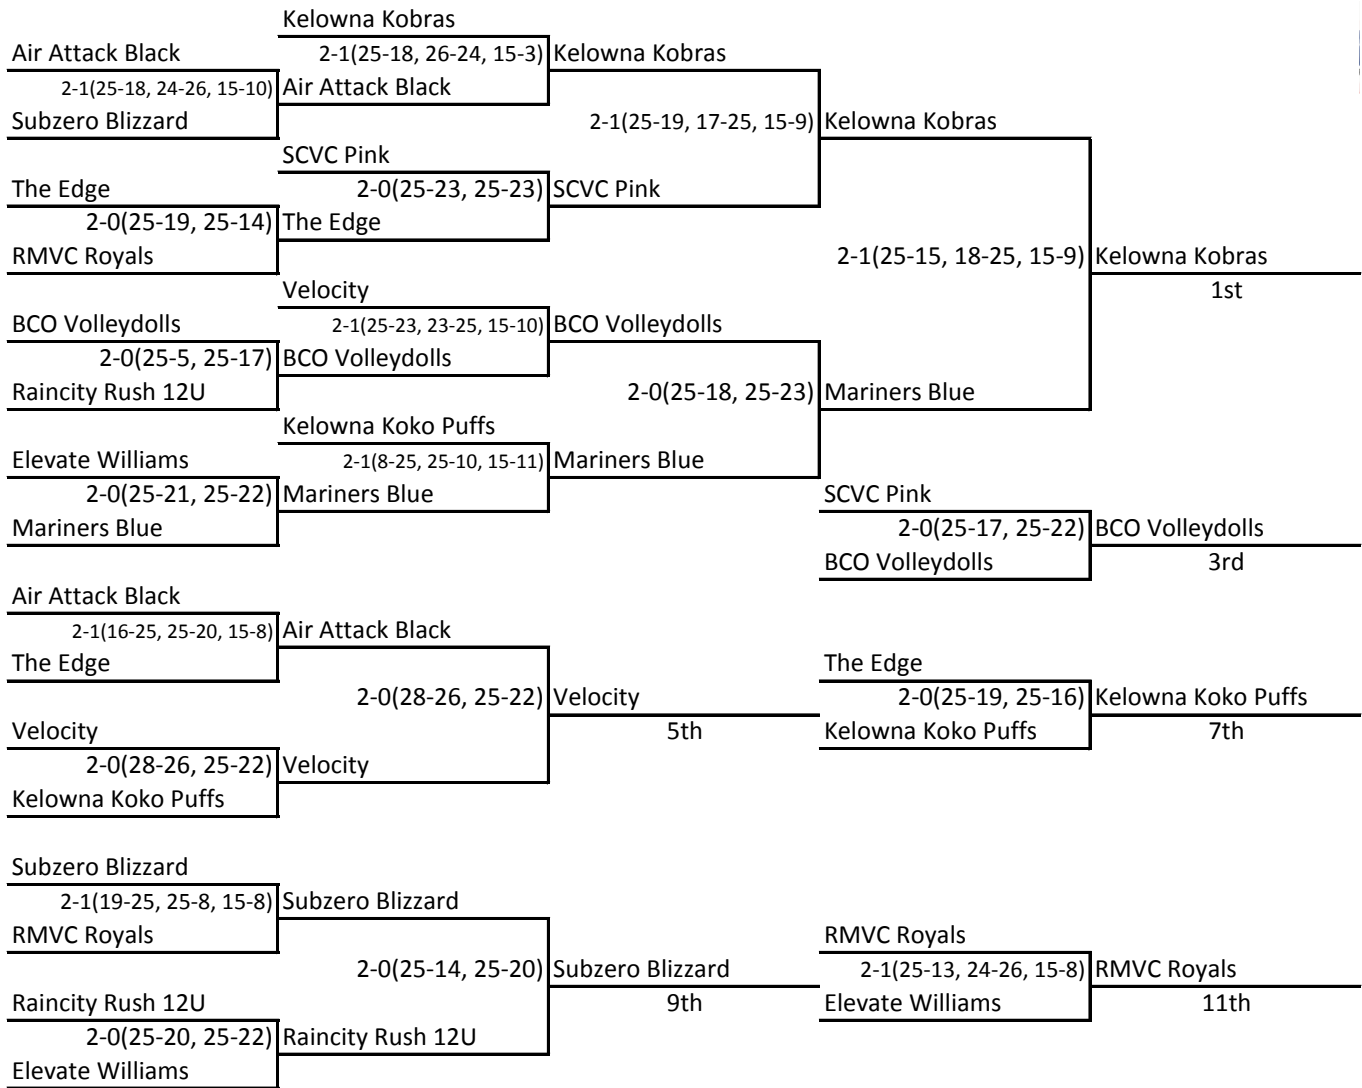 Kelowna Kobras
Air Attack Black
2-1(25-18, 26-24, 15-3)
Kelowna Kobras
2-1(25-18, 24-26, 15-10)
Air Attack Black
Subzero Blizzard
2-1(25-19, 17-25, 15-9)
Kelowna Kobras
SCVC Pink
The Edge
2-0(25-23, 25-23)
SCVC Pink
2-0(25-19, 25-14)
The Edge
RMVC Royals
2-1(25-15, 18-25, 15-9)
Kelowna Kobras
Velocity
1st
BCO Volleydolls
2-1(25-23, 23-25, 15-10)
BCO Volleydolls
2-0(25-5, 25-17)
BCO Volleydolls
Raincity Rush 12U
2-0(25-18, 25-23)
Mariners Blue
Kelowna Koko Puffs
Elevate Williams
2-1(8-25, 25-10, 15-11)
Mariners Blue
2-0(25-21, 25-22)
Mariners Blue
SCVC Pink
Mariners Blue
2-0(25-17, 25-22)
BCO Volleydolls
BCO Volleydolls
3rd
Air Attack Black
2-1(16-25, 25-20, 15-8)
Air Attack Black
The Edge
The Edge
2-0(28-26, 25-22)
Velocity
2-0(25-19, 25-16)
Kelowna Koko Puffs
Velocity
5th
Kelowna Koko Puffs
7th
2-0(28-26, 25-22)
Velocity
Kelowna Koko Puffs
Subzero Blizzard
2-1(19-25, 25-8, 15-8)
Subzero Blizzard
RMVC Royals
RMVC Royals
2-0(25-14, 25-20)
Subzero Blizzard
2-1(25-13, 24-26, 15-8)
RMVC Royals
Raincity Rush 12U
9th
Elevate Williams
11th
2-0(25-20, 25-22)
Raincity Rush 12U
Elevate Williams